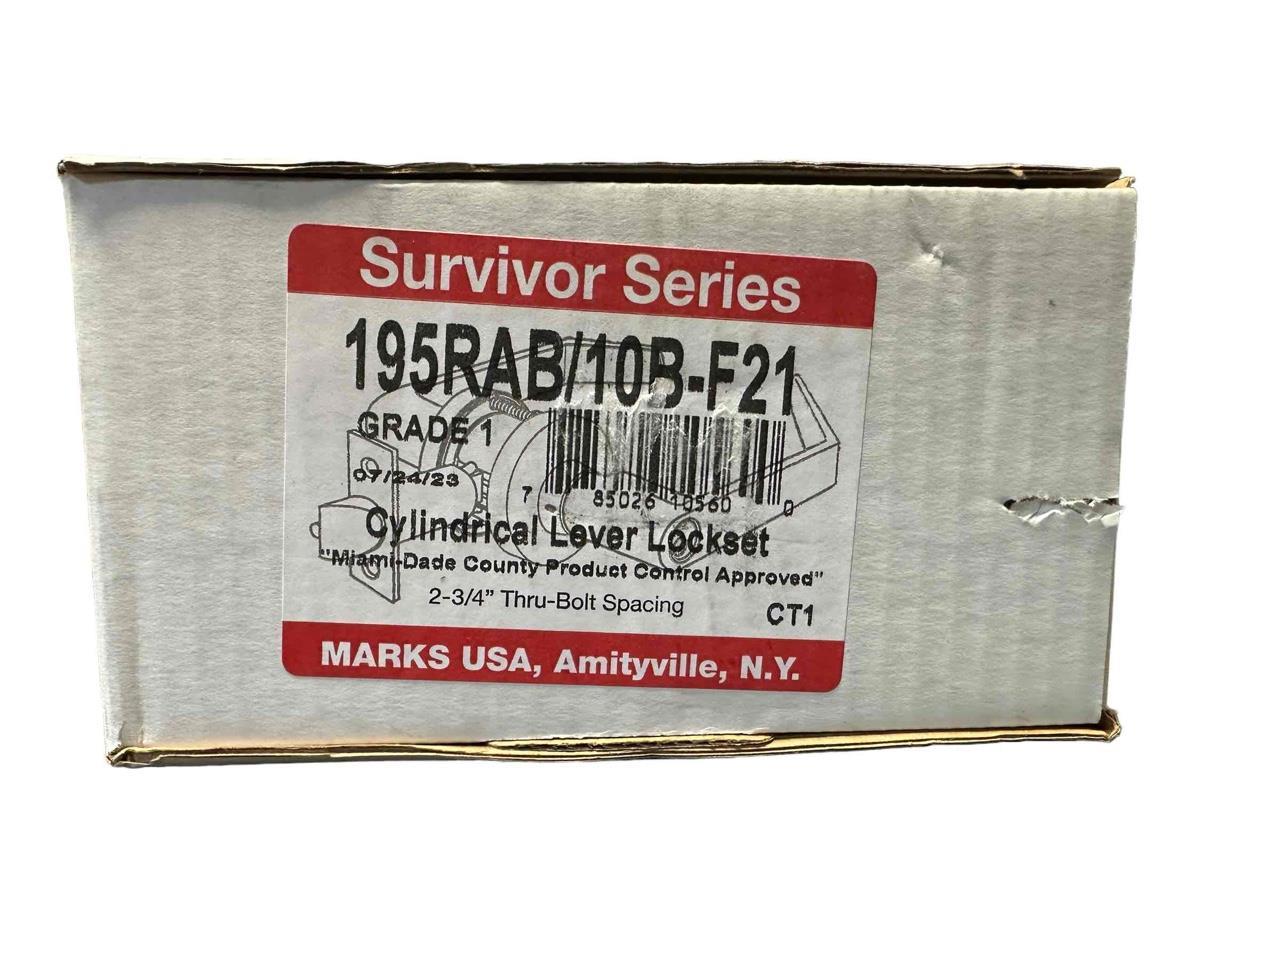 Survivor Series
195RAB/10B-F21
GRADE 1
07/24/23
7 85026 10560 0
Cylindrical Lever Lockset
"Miami-Dade County Product Control Approved"
2-3/4” Thru-Bolt Spacing
CT1
MARKS USA, Amityville, N.Y.